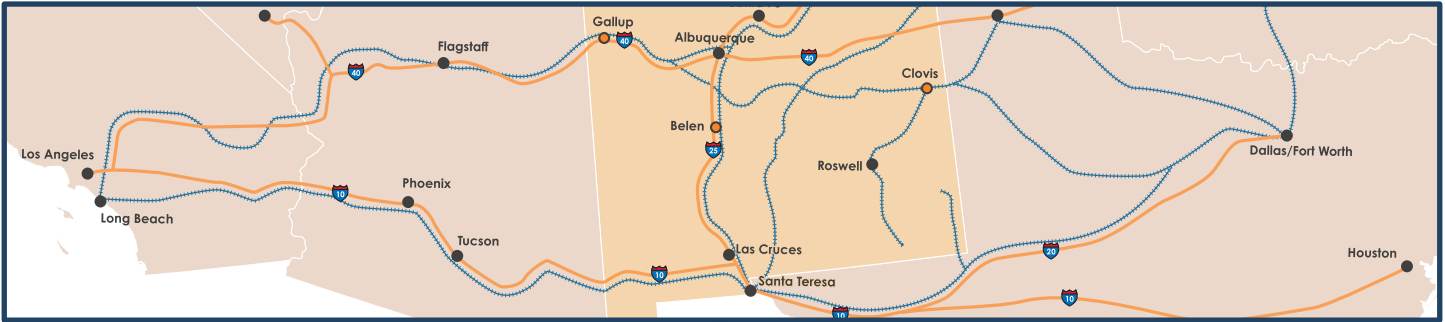 Gallup
40
Albuquerque
Flagstaff
40
40
Clovis
Belen
25
Los Angeles
Dallas/Fort Worth
Roswell
Phoenix
10
Long Beach
Tucson
Las Cruces
20
Houston
10
Santa Teresa
10
10